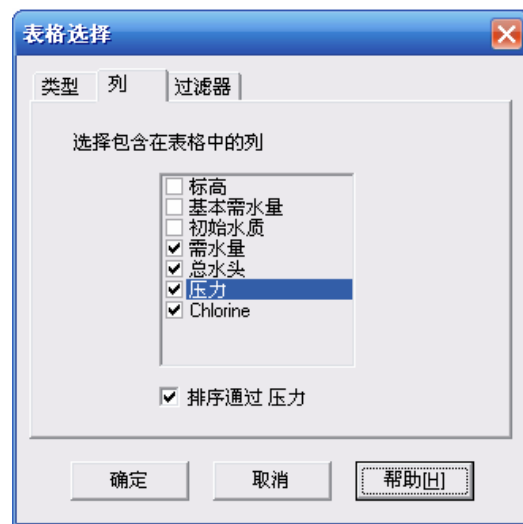 表格选择
类型 列 过滤器
选择包含在表格中的列
标高
基本需水量
初始水质
需水量
总水头
压力
Chlorine
排序通过 压力
确定 取消 帮助[H]